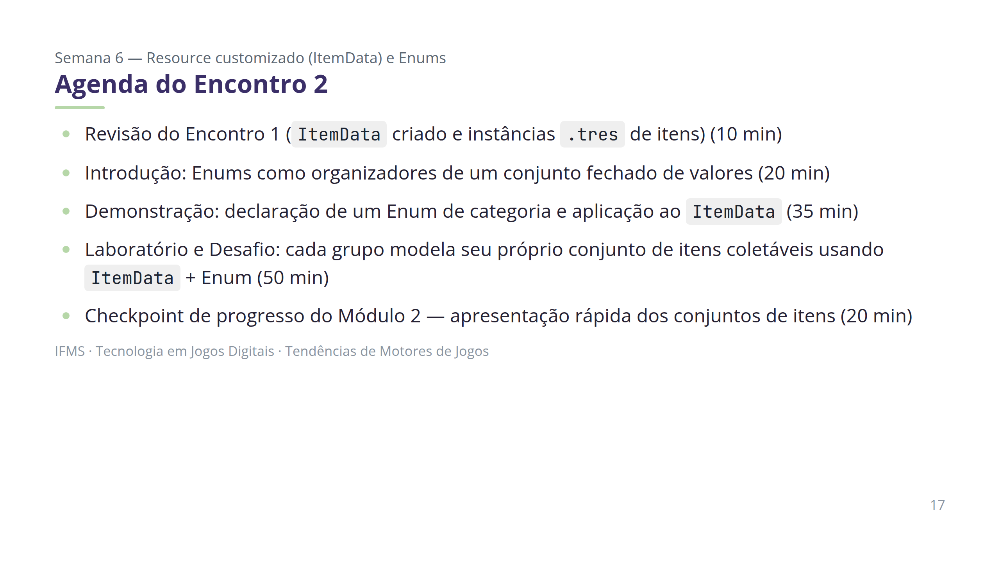 Semana 6 — Resource customizado (ItemData) e Enums
Agenda do Encontro 2
Revisão do Encontro 1 (ItemData criado e instâncias .tres de itens) (10 min)
Introdução: Enums como organizadores de um conjunto fechado de valores (20 min)
Demonstração: declaração de um Enum de categoria e aplicação ao ItemData (35 min)
Laboratório e Desafio: cada grupo modela seu próprio conjunto de itens coletáveis usando
ItemData + Enum (50 min)
Checkpoint de progresso do Módulo 2 — apresentação rápida dos conjuntos de itens (20 min)
IFMS · Tecnologia em Jogos Digitais · Tendências de Motores de Jogos
17